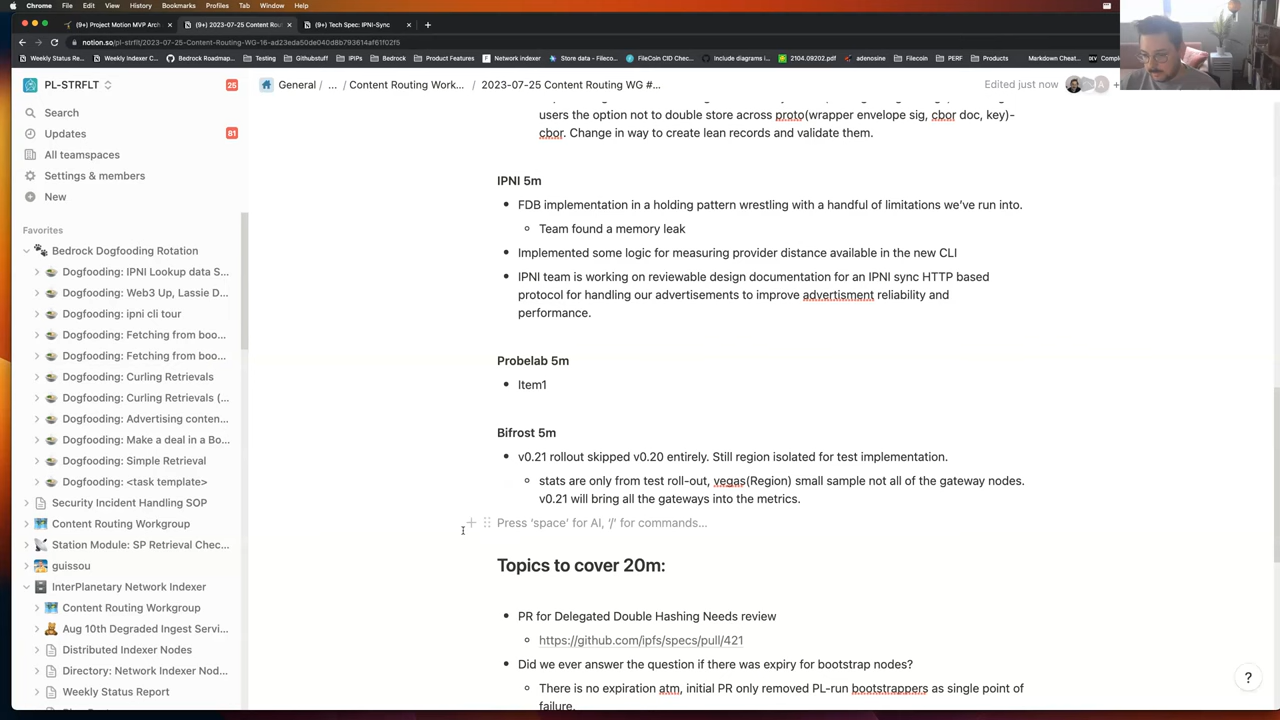 Chrome File Edit View History Bookmarks Profiles Tab Window Help
(9+) Project Motion MVP Arch
(9+) 2023-07-25 Content Rout
(9+) Tech Spec: IPNI-Sync
notion.so/pl-strflt/2023-07-25-Content-Routing-WG-16-ad23eda50de040d8b793614af61f02f5
Weekly Status Re... Weekly Indexer C... Bedrock Roadmap... Testing Githubstuff IPIPs Bedrock Product Features Network indexer Store data - Fileco... FileCoin CID Chec... Include diagrams i... 2104.09202.pdf adenosine Filecoin PERF Products Markdown Cheat... Comple
PL-STRFLT
25
Search
Updates
81
All teamspaces
Settings & members
New
Favorites
Bedrock Dogfooding Rotation
Dogfooding: IPNI Lookup data S...
Dogfooding: Web3 Up, Lassie D...
Dogfooding: ipni cli tour
Dogfooding: Fetching from boo...
Dogfooding: Fetching from boo...
Dogfooding: Curling Retrievals
Dogfooding: Curling Retrievals (...
Dogfooding: Advertising conten...
Dogfooding: Make a deal in a Bo...
Dogfooding: Simple Retrieval
Dogfooding: <task template>
Security Incident Handling SOP
Content Routing Workgroup
Station Module: SP Retrieval Chec...
guissou
InterPlanetary Network Indexer
Content Routing Workgroup
Aug 10th Degraded Ingest Servi...
Distributed Indexer Nodes
Directory: Network Indexer Nod...
Weekly Status Report
General / ... / Content Routing Work... / 2023-07-25 Content Routing WG #...
Edited just now
users the option not to double store across proto(wrapper envelope sig, cbor doc, key)-
cbor. Change in way to create lean records and validate them.
IPNI 5m
FDB implementation in a holding pattern wrestling with a handful of limitations we've run into.
Team found a memory leak
Implemented some logic for measuring provider distance available in the new CLI
IPNI team is working on reviewable design documentation for an IPNI sync HTTP based
protocol for handling our advertisements to improve advertisment reliability and
performance.
Probelab 5m
Item1
Bifrost 5m
v0.21 rollout skipped v0.20 entirely. Still region isolated for test implementation.
stats are only from test roll-out, vegas(Region) small sample not all of the gateway nodes.
v0.21 will bring all the gateways into the metrics.
Press ‘space’ for AI, ‘/’ for commands...
Topics to cover 20m:
PR for Delegated Double Hashing Needs review
https://github.com/ipfs/specs/pull/421
Did we ever answer the question if there was expiry for bootstrap nodes?
There is no expiration atm, initial PR only removed PL-run bootstrappers as single point of
failure.
?